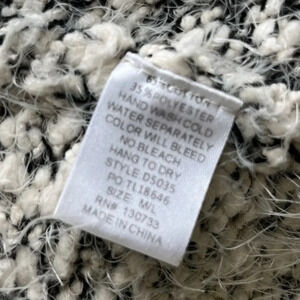 35% POLYESTER
HAND WASH COLD
WATER SEPARATELY
COLOR WILL BLEED
NO BLEACH
HANG TO DRY
STYLE: D5035
PO:TL18646
SIZE: M/L
RN# 130733
MADE IN CHINA